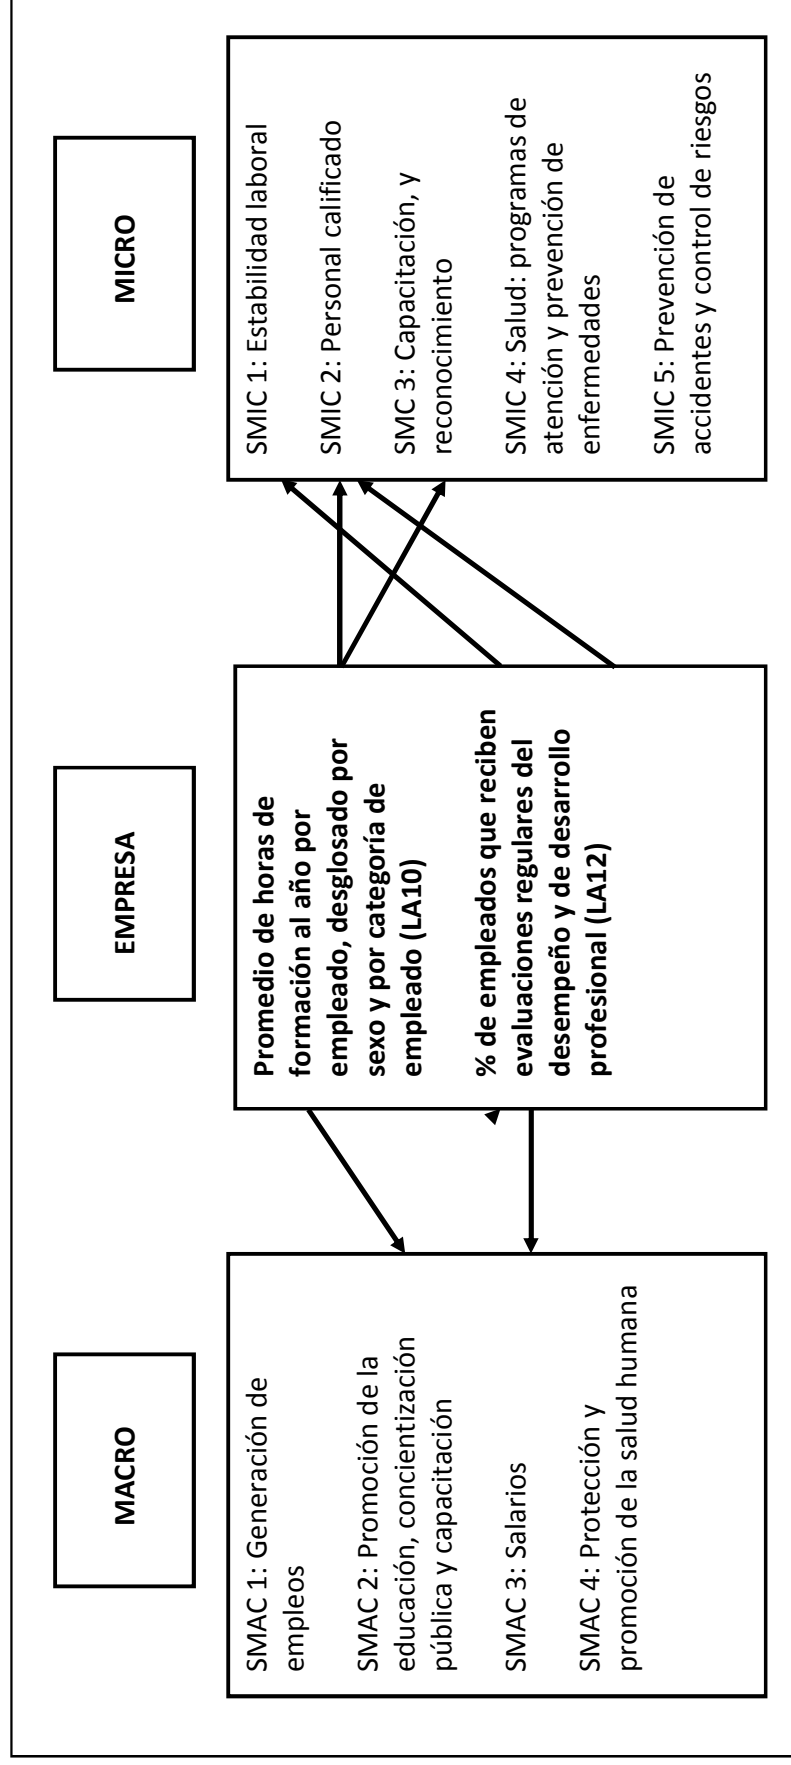 MACRO
SMAC 1: Generación de
empleos
SMAC 2: Promoción de la
educación, concientización
pública y capacitación
SMAC 3: Salarios
SMAC 4: Protección y
promoción de la salud humana
EMPRESA
Promedio de horas de
formación al año por
empleado, desglosado por
sexo y por categoría de
empleado (LA10)
% de empleados que reciben
evaluaciones regulares del
desempeño y de desarrollo
profesional (LA12)
MICRO
SMIC 1: Estabilidad laboral
SMIC 2: Personal calificado
SMC 3: Capacitación, y
reconocimiento
SMIC 4: Salud: programas de
atención y prevención de
enfermedades
SMIC 5: Prevención de
accidentes y control de riesgos